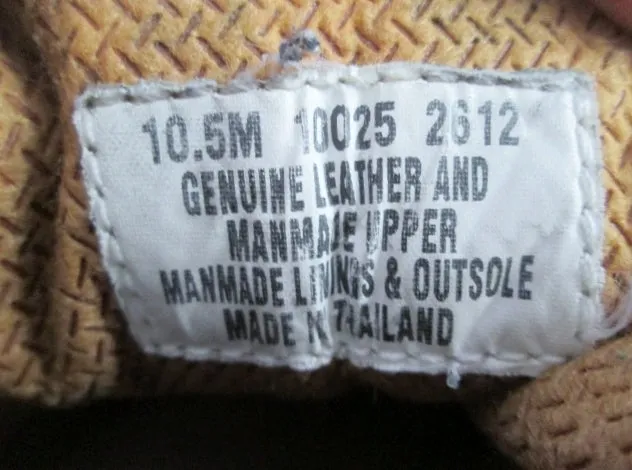 10.5M 10025 2612
GENUINE LEATHER AND
MANMADE UPPER
MANMADE LININGS & OUTSOLE
MADE IN THAILAND